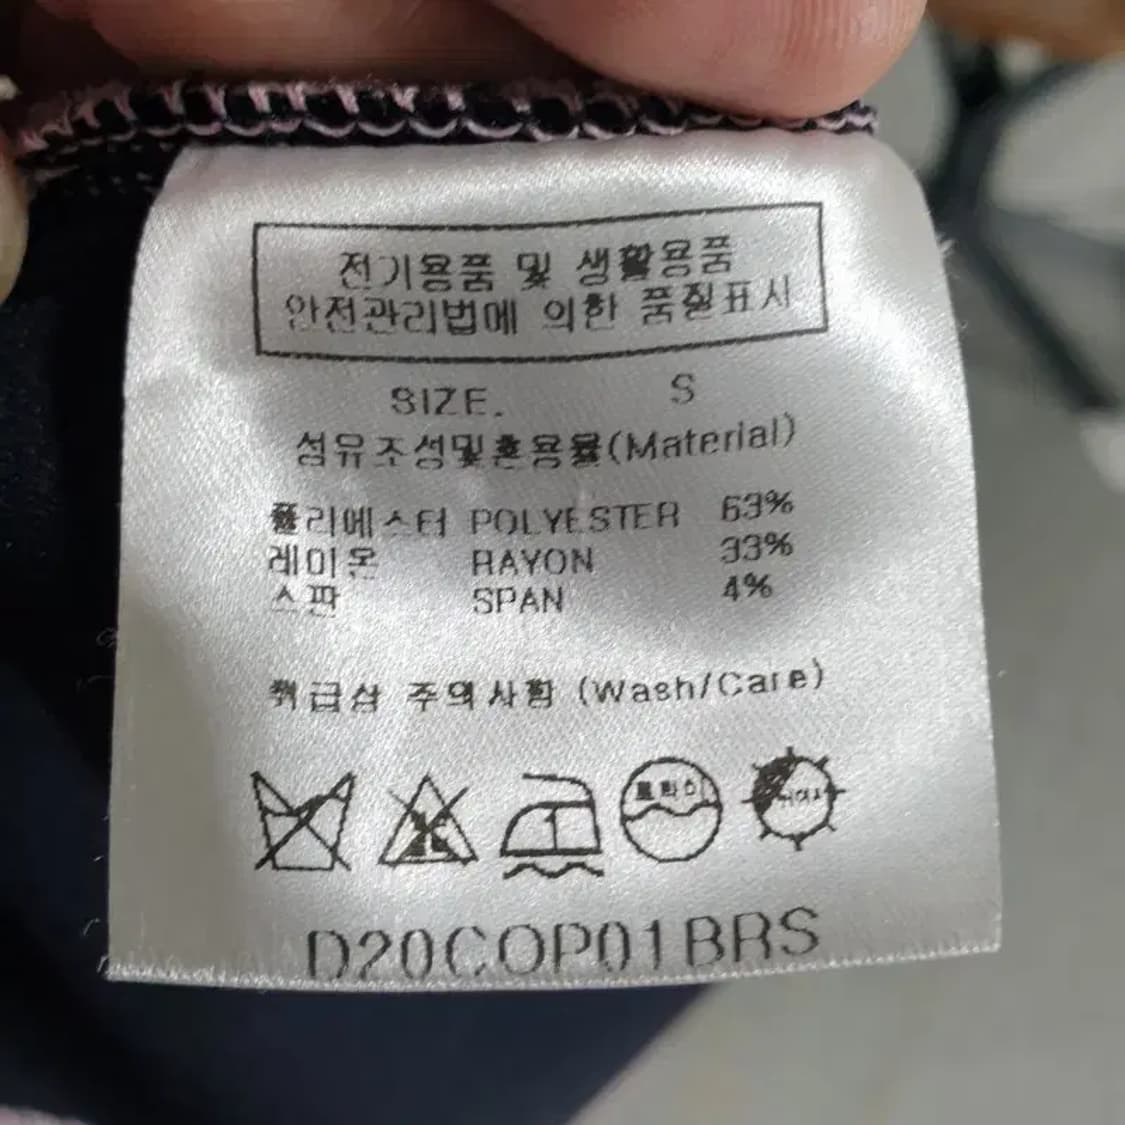 전기용품 및 생활용품
안전관리법에 의한 품질표시
SIZE. S
섬유조성및혼용률(Material)
폴리에스터 POLYESTER 63%
레이온 RAYON 33%
스판 SPAN 4%
취급상 주의사항 (Wash/Care)
D20COP01BRS